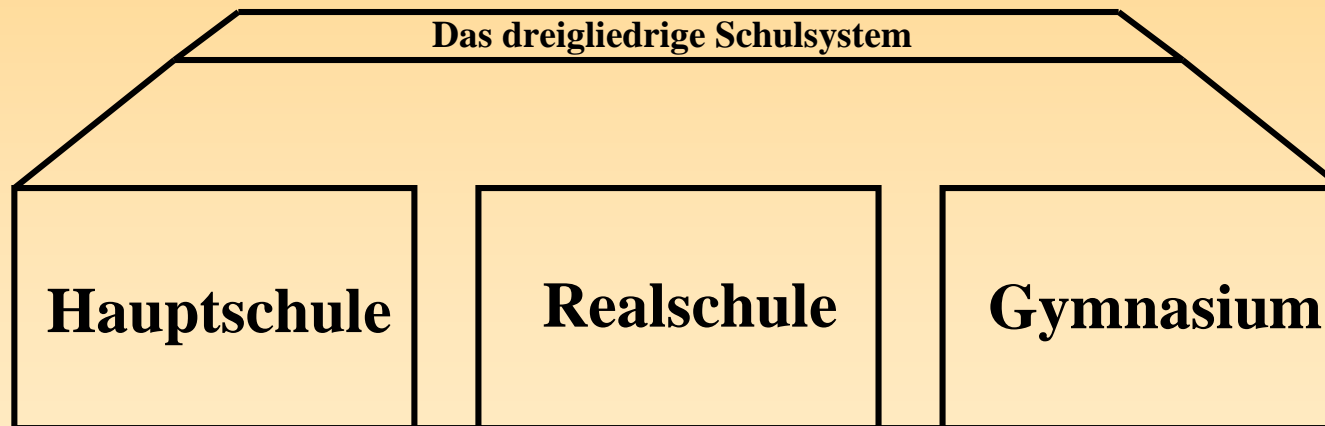 Das dreigliedrige Schulsystem
Hauptschule
Realschule
Gymnasium